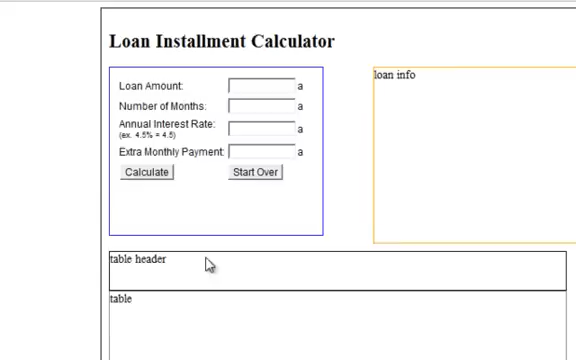 Loan Installment Calculator
Loan Amount: a
Number of Months: a
Annual Interest Rate: a
(ex. 4.5% = 4.5)
Extra Monthly Payment: a
Calculate Start Over
loan info
table header
table